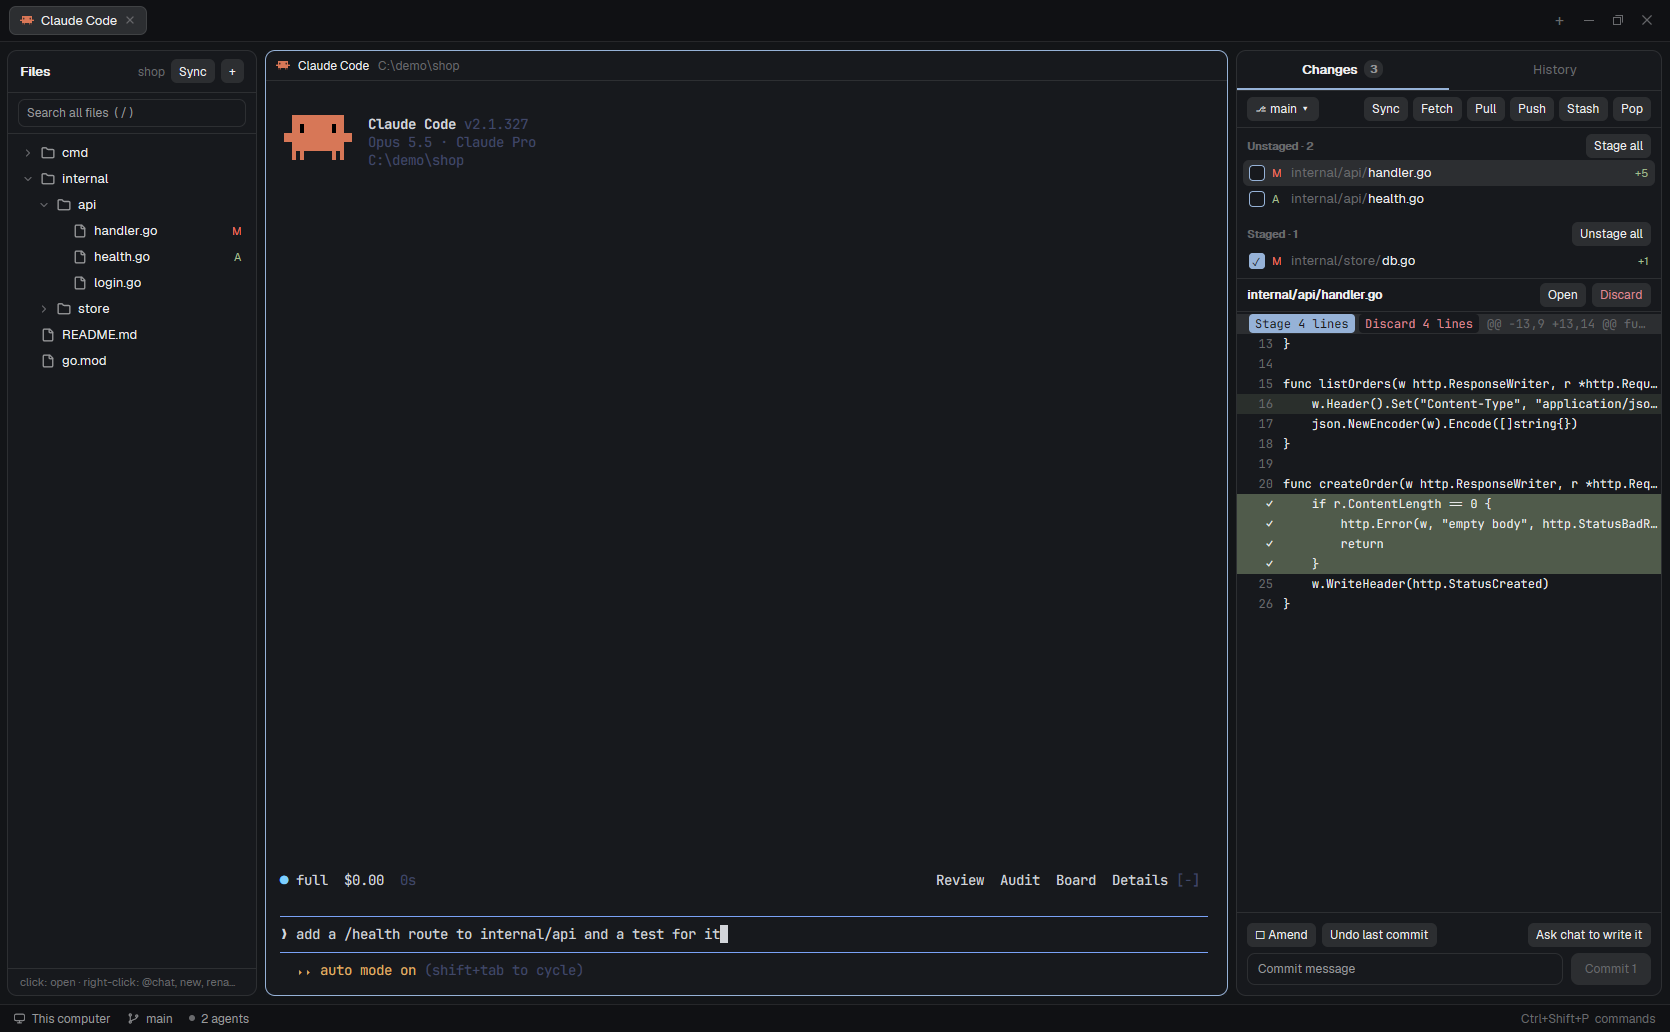 Claude Code
Files shop Sync +
Search all files ( / )
cmd
internal
api
handler.go M
health.go A
login.go
store
README.md
go.mod
click: open · right-click: @chat, new, rena…
Claude Code C:\demo\shop
Claude Code v2.1.327
Opus 5.5 · Claude Pro
C:\demo\shop
full $0.00 0s Review Audit Board Details [-]
❯ add a /health route to internal/api and a test for it
auto mode on (shift+tab to cycle)
Changes 3 History
main Sync Fetch Pull Push Stash Pop
Unstaged · 2 Stage all
M internal/api/handler.go +5
A internal/api/health.go
Staged · 1 Unstage all
M internal/store/db.go +1
internal/api/handler.go Open Discard
Stage 4 lines Discard 4 lines @@ -13,9 +13,14 @@ fu…
13 }
14
15 func listOrders(w http.ResponseWriter, r *http.Requ…
16 w.Header().Set("Content-Type", "application/jso…
17 json.NewEncoder(w).Encode([]string{})
18 }
19
20 func createOrder(w http.ResponseWriter, r *http.Req…
✓ if r.ContentLength == 0 {
✓ http.Error(w, "empty body", http.StatusBadR…
✓ return
✓ }
25 w.WriteHeader(http.StatusCreated)
26 }
Amend Undo last commit Ask chat to write it
Commit message Commit 1
This computer main 2 agents Ctrl+Shift+P commands